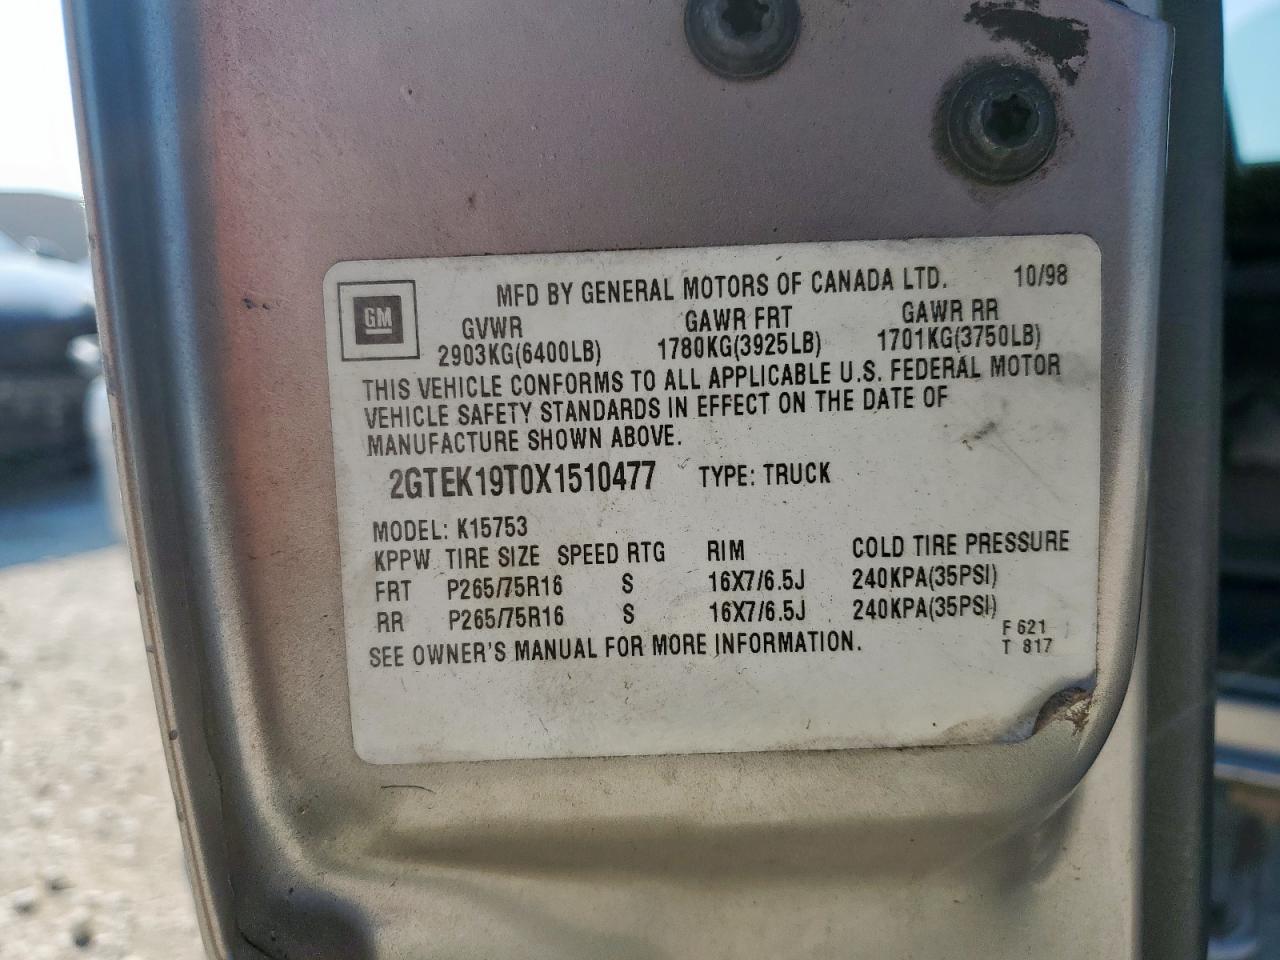 MFD BY GENERAL MOTORS OF CANADA LTD. 10/98
GM
GVWR GAWR FRT GAWR RR
2903KG(6400LB) 1780KG(3925LB) 1701KG(3750LB)
THIS VEHICLE CONFORMS TO ALL APPLICABLE U.S. FEDERAL MOTOR
VEHICLE SAFETY STANDARDS IN EFFECT ON THE DATE OF
MANUFACTURE SHOWN ABOVE.
2GTEK19T0X1510477 TYPE: TRUCK
MODEL: K15753
KPPW TIRE SIZE SPEED RTG RIM COLD TIRE PRESSURE
FRT P265/75R16 S 16X7/6.5J 240KPA(35PSI)
RR P265/75R16 S 16X7/6.5J 240KPA(35PSI)
SEE OWNER'S MANUAL FOR MORE INFORMATION.
F 621
T 817